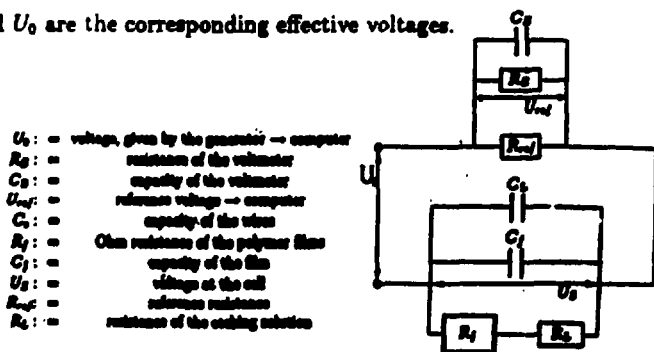 l U₀ are the corresponding effective voltages.
U₀: = voltage, given by the generator → computer
R_S: = resistance of the voltmeter
C_S: = capacity of the voltmeter
U_ref: = reference voltage → computer
= capacity of the wires
R_f: = Ohm resistance of the polymer films
C_f: = capacity of the film
U_S: = voltage at the cell
R_ref: = reference resistance
R_L: = resistance of the etching solution
C_S
R_S
U_ref
R_ref
U
C_L
C_f
U_S
R_f
R_L